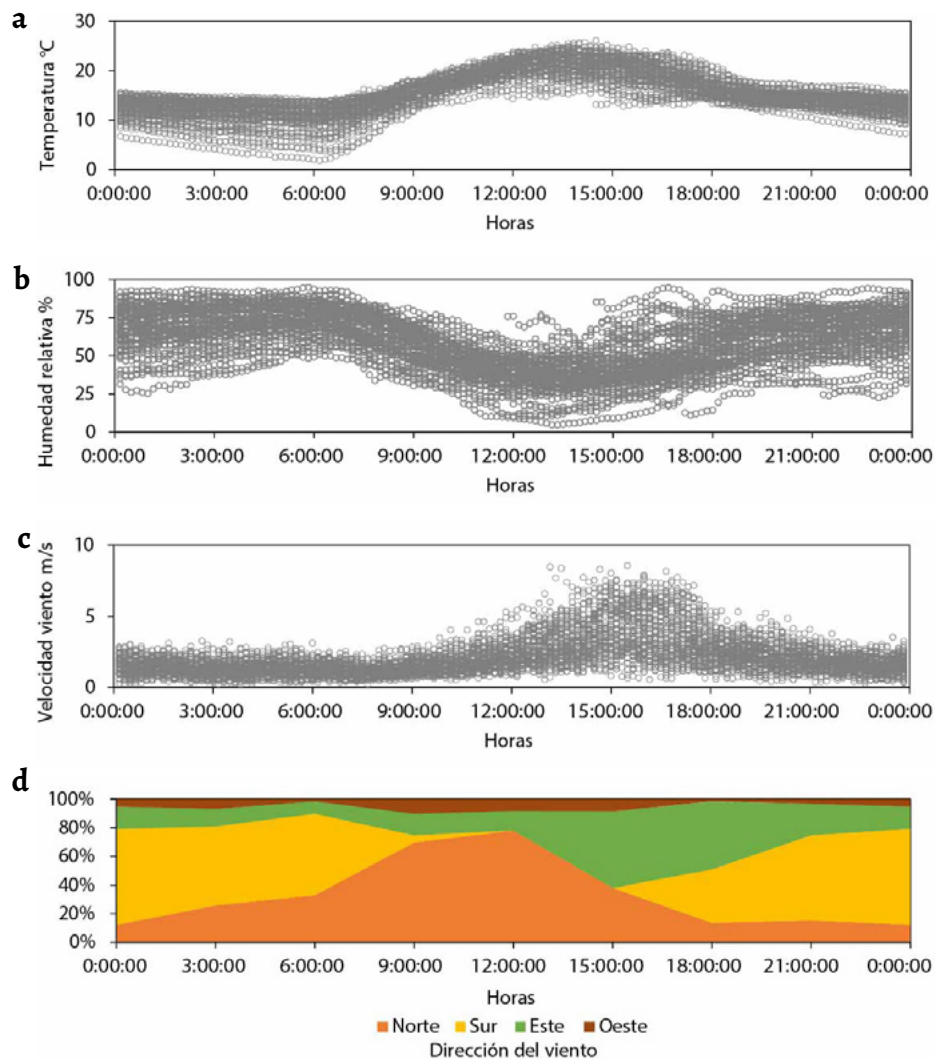 a
Temperatura °C
30
20
10
0
0:00:00 3:00:00 6:00:00 9:00:00 12:00:00 15:00:00 18:00:00 21:00:00 0:00:00
Horas
b
Humedad relativa %
100
75
50
25
0
0:00:00 3:00:00 6:00:00 9:00:00 12:00:00 15:00:00 18:00:00 21:00:00 0:00:00
Horas
c
Velocidad viento m/s
10
5
0
0:00:00 3:00:00 6:00:00 9:00:00 12:00:00 15:00:00 18:00:00 21:00:00 0:00:00
Horas
d
100%
80%
60%
40%
20%
0%
0:00:00 3:00:00 6:00:00 9:00:00 12:00:00 15:00:00 18:00:00 21:00:00 0:00:00
Horas
Norte Sur Este Oeste
Dirección del viento